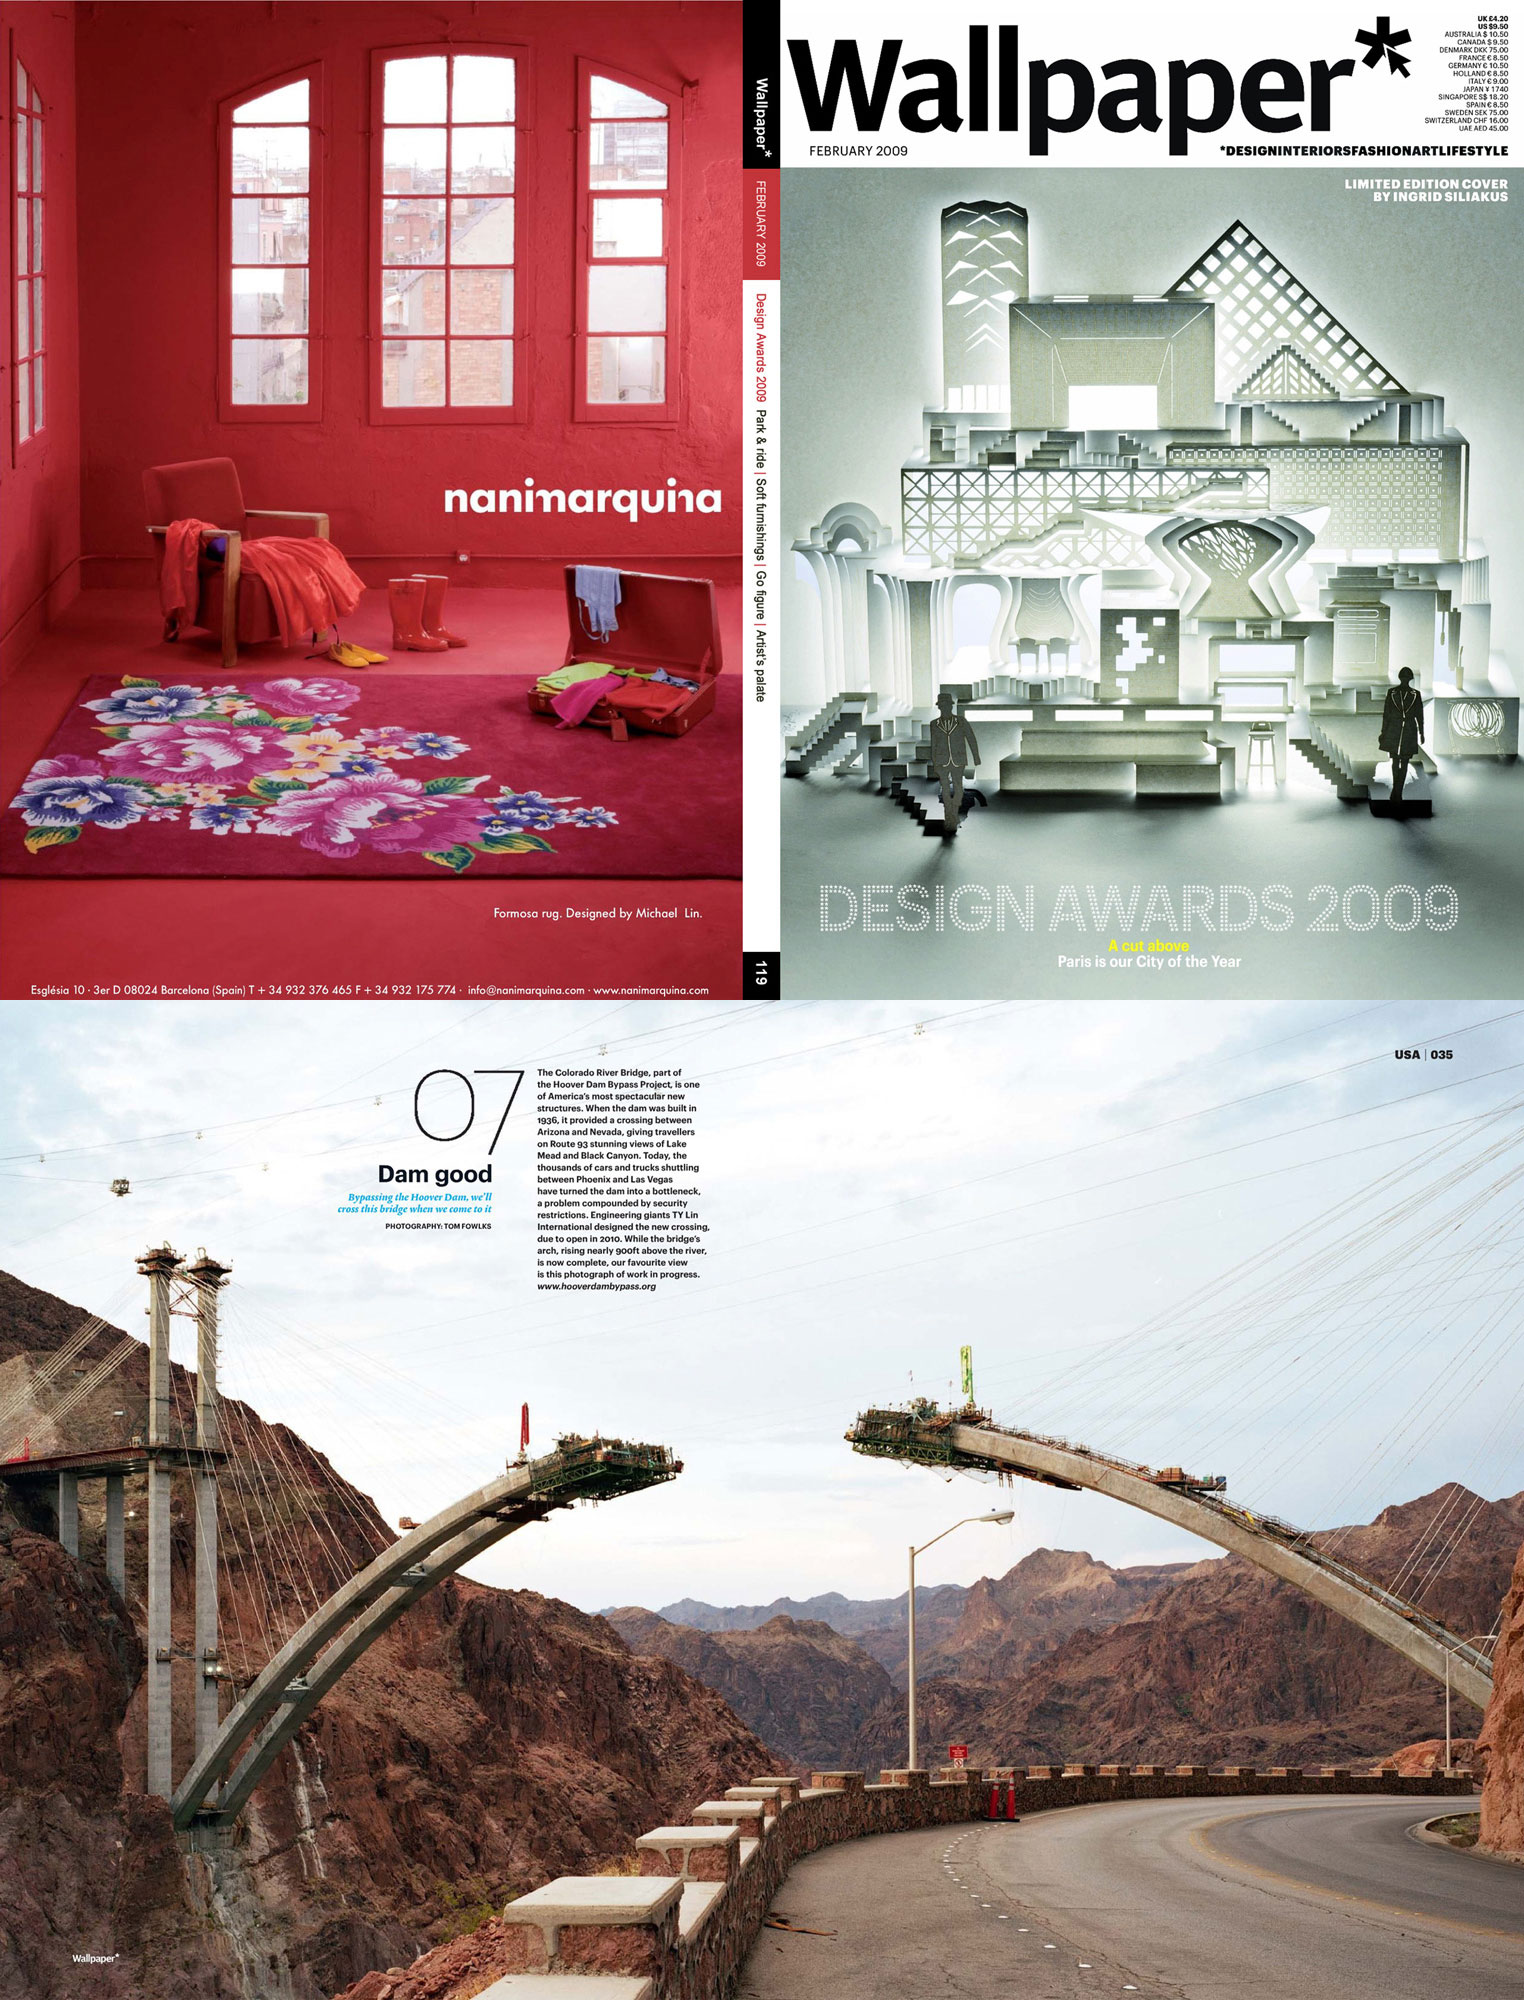 nanimarquina
Formosa rug. Designed by Michael Lin.
Església 10 · 3er D 08024 Barcelona (Spain) T + 34 932 376 465 F + 34 932 175 774 · info@nanimarquina.com · www.nanimarquina.com
Wallpaper*
FEBRUARY 2009
Design Awards 2009 Park & ride | Soft furnishings | Go figure | Artist's palate
119
Wallpaper*
UK £4.20
US $9.50
AUSTRALIA $ 10.50
CANADA $ 9.50
DENMARK DKK 75.00
FRANCE € 8.50
GERMANY € 10.50
HOLLAND € 8.50
ITALY € 9.00
JAPAN ¥ 1740
SINGAPORE S$ 18.20
SPAIN € 8.50
SWEDEN SEK 75.00
SWITZERLAND CHF 16.00
UAE AED 45.00
FEBRUARY 2009
*DESIGNINTERIORSFASHIONARTLIFESTYLE
LIMITED EDITION COVER
BY INGRID SILIAKUS
DESIGN AWARDS 2009
A cut above
Paris is our City of the Year
USA | 035
07
Dam good
Bypassing the Hoover Dam, we'll
cross this bridge when we come to it
PHOTOGRAPHY: TOM FOWLKS
The Colorado River Bridge, part of
the Hoover Dam Bypass Project, is one
of America's most spectacular new
structures. When the dam was built in
1936, it provided a crossing between
Arizona and Nevada, giving travellers
on Route 93 stunning views of Lake
Mead and Black Canyon. Today, the
thousands of cars and trucks shuttling
between Phoenix and Las Vegas
have turned the dam into a bottleneck,
a problem compounded by security
restrictions. Engineering giants TY Lin
International designed the new crossing,
due to open in 2010. While the bridge's
arch, rising nearly 900ft above the river,
is now complete, our favourite view
is this photograph of work in progress.
www.hooverdambypass.org
Wallpaper*